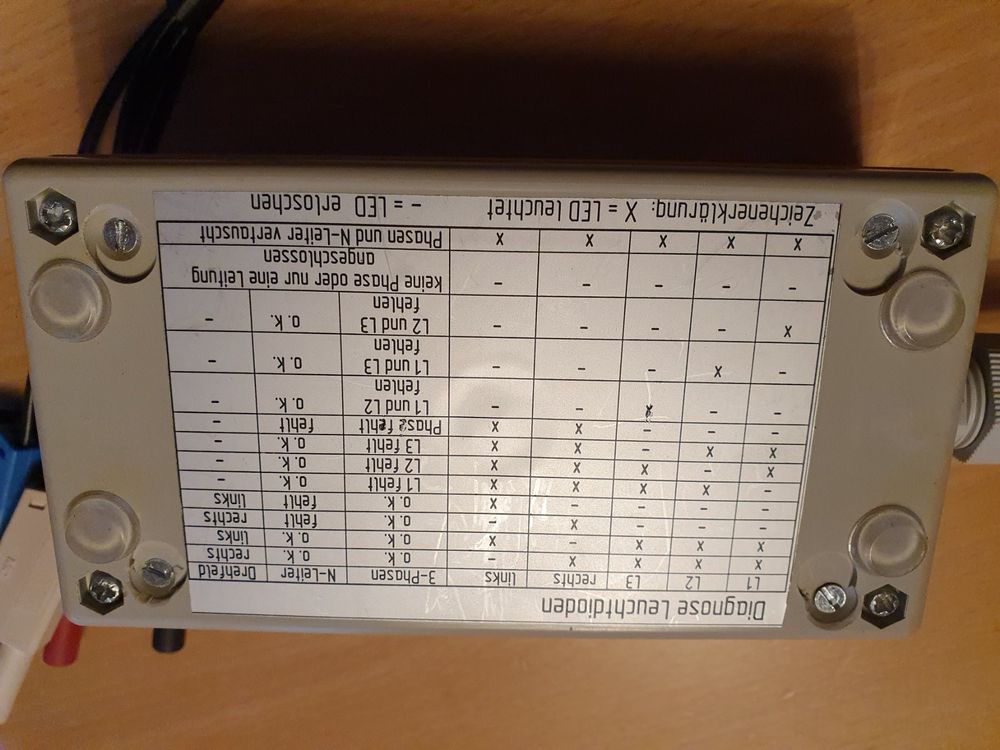 Diagnose Leuchtdioden
L1 L2 L3 rechts links 3-Phasen N-Leiter Drehfeld
x x x x - o.k. o.k. rechts
x x x - x o.k. o.k. links
- - - x - o.k. fehlt rechts
- - - - x o.k. fehlt links
- x x x x L1 fehlt o.k. -
x - x x x L2 fehlt o.k. -
x x - x x L3 fehlt o.k. -
- - - x x Phase fehlt fehlt -
- - x - - L1 und L2 o.k. -
fehlen
- x - - - L1 und L3 o.k. -
fehlen
x - - - - L2 und L3 o.k. -
fehlen
- - - - - keine Phase oder nur eine Leitung
angeschlossen
x x x x x Phasen und N-Leiter vertauscht
Zeichenerklärung: X = LED leuchtet - = LED erloschen